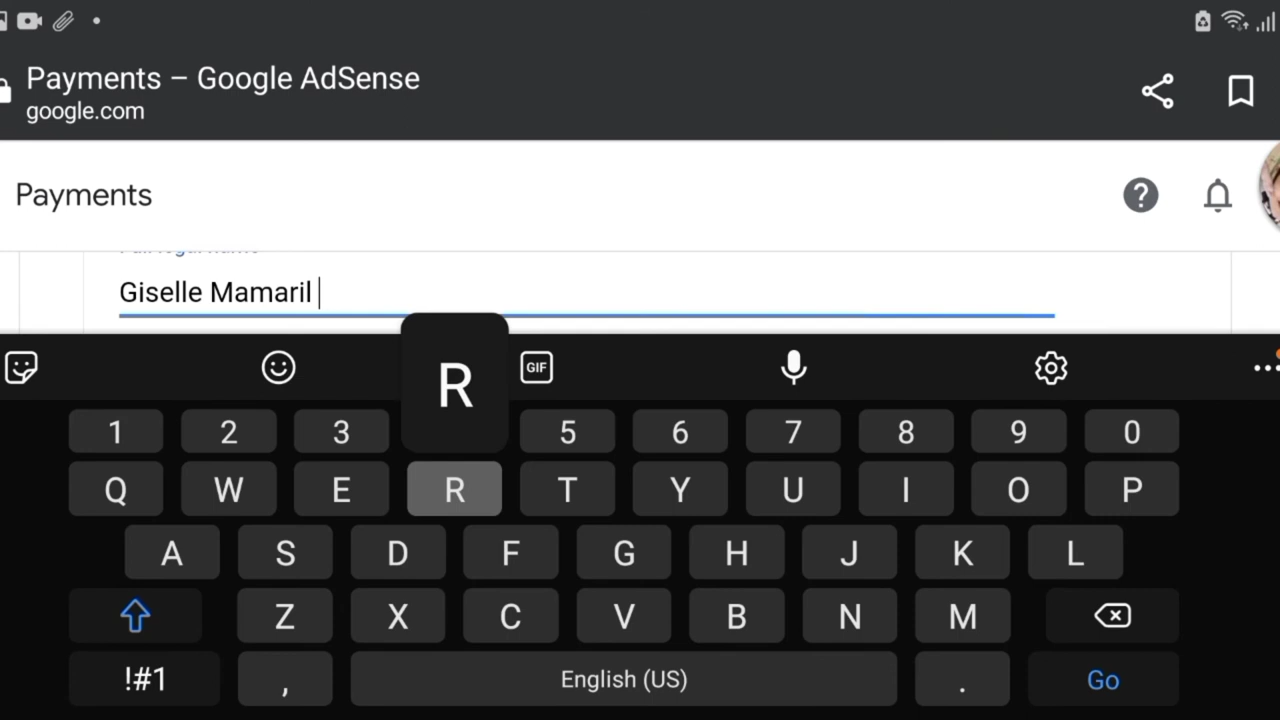 Payments – Google AdSense
google.com
Payments
Giselle Mamaril
R
GIF
1 2 3 5 6 7 8 9 0
Q W E R T Y U I O P
A S D F G H J K L
Z X C V B N M
!#1 , English (US) . Go